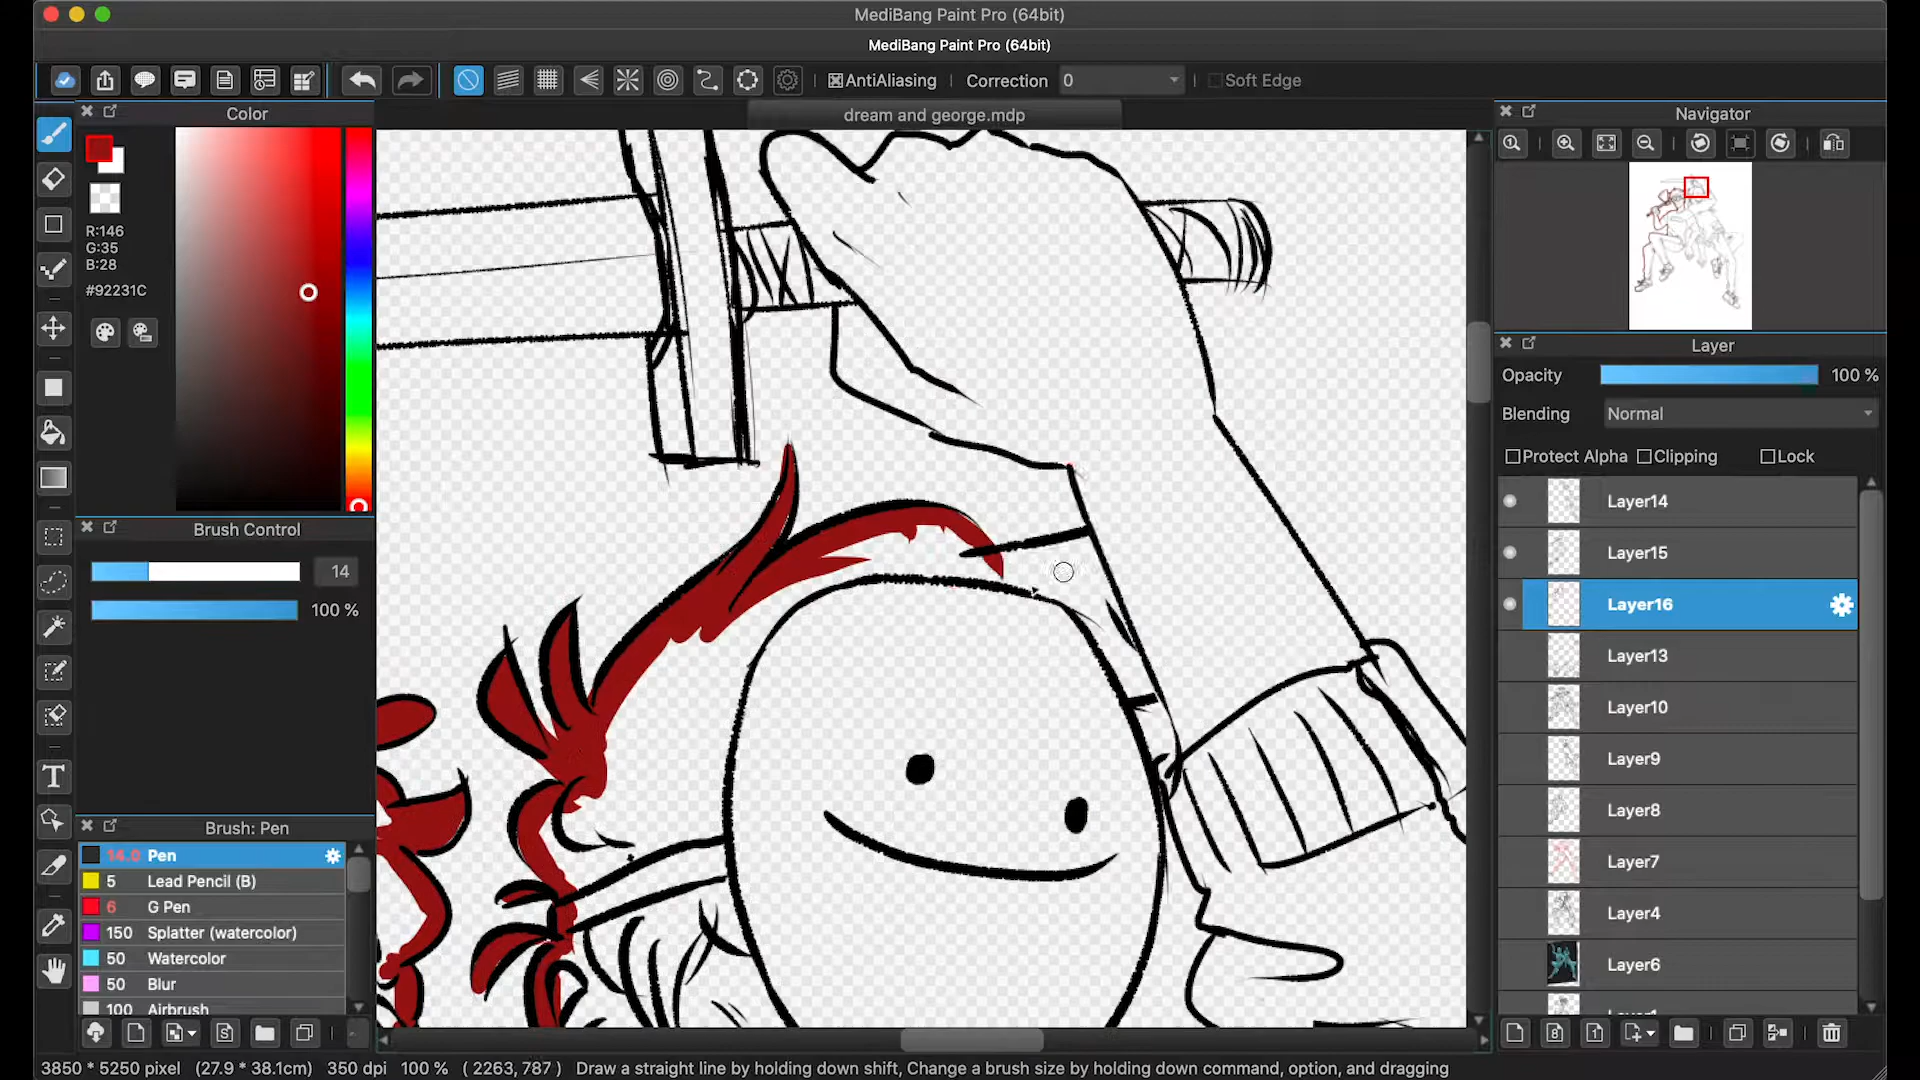 MediBang Paint Pro (64bit)
MediBang Paint Pro (64bit)
AntiAliasing
Correction 0
Soft Edge
Color
dream and george.mdp
Navigator
R:146
G:35
B:28
#92231C
Layer
Opacity 100 %
Blending Normal
Protect Alpha Clipping Lock
Layer14
Brush Control
Layer15
14
100 %
Layer16
Layer13
Layer10
Layer9
Layer8
Brush: Pen
14.0 Pen
Layer7
5 Lead Pencil (B)
6 G Pen
Layer4
150 Splatter (watercolor)
50 Watercolor
Layer6
50 Blur
100 Airbrush
3850 * 5250 pixel (27.9 * 38.1cm) 350 dpi 100 % ( 2263, 787 ) Draw a straight line by holding down shift, Change a brush size by holding down command, option, and dragging